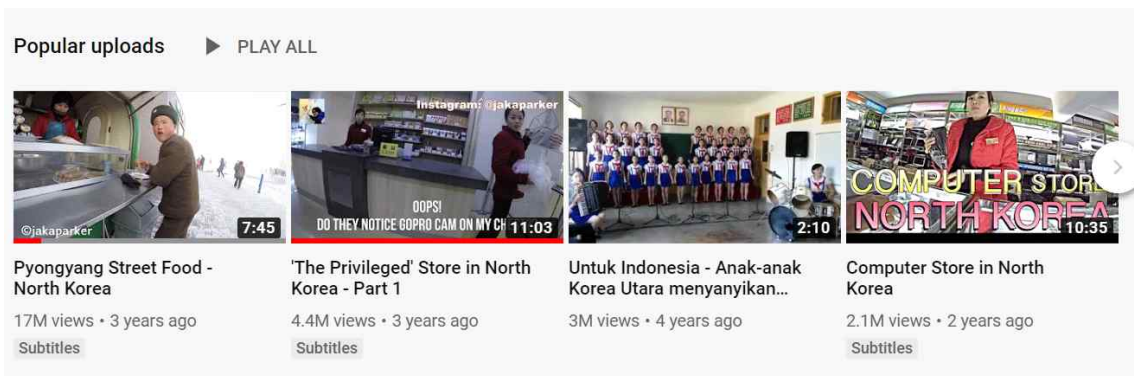 Popular uploads PLAY ALL
Instagram: @jakaparker
OOPS!
DO THEY NOTICE GOPRO CAM ON MY CH
COMPUTER STORE
NORTH KOREA
©jakaparker
7:45
11:03
2:10
10:35
Pyongyang Street Food -
North Korea
17M views • 3 years ago
Subtitles
'The Privileged' Store in North
Korea - Part 1
4.4M views • 3 years ago
Subtitles
Untuk Indonesia - Anak-anak
Korea Utara menyanyikan...
3M views • 4 years ago
Computer Store in North
Korea
2.1M views • 2 years ago
Subtitles